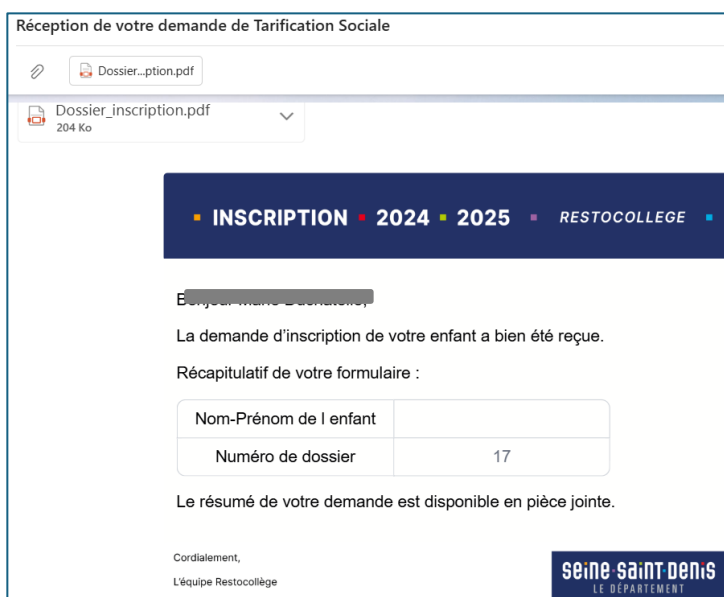 Réception de votre demande de Tarification Sociale
Dossier...ption.pdf
Dossier_inscription.pdf
204 Ko
INSCRIPTION 2024 2025 RESTOCOLLEGE
La demande d'inscription de votre enfant a bien été reçue.
Récapitulatif de votre formulaire :
Nom-Prénom de l enfant
Numéro de dossier 17
Le résumé de votre demande est disponible en pièce jointe.
Cordialement,
L'équipe Restocollège
seine-saint-denis
LE DÉPARTEMENT